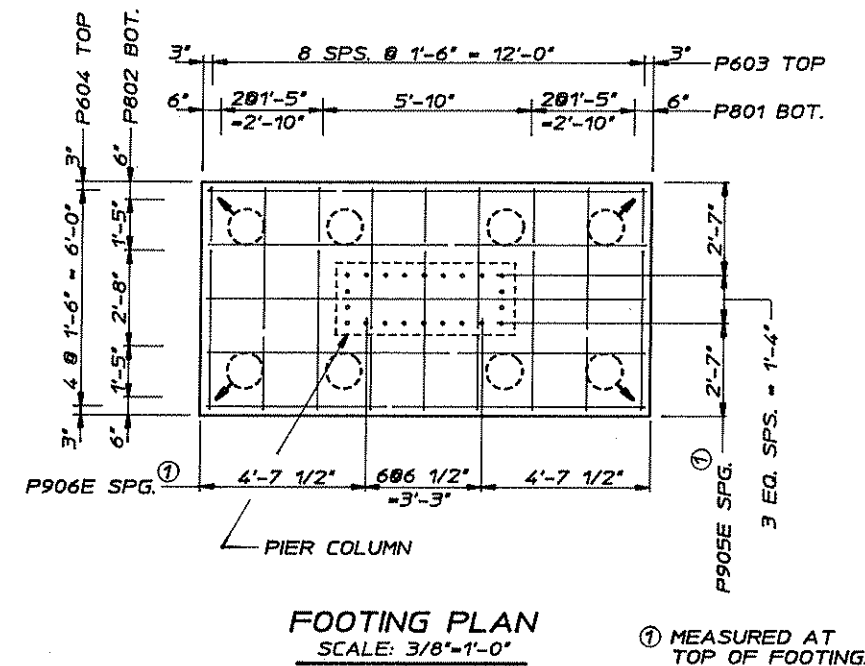 3" 8 SPS. @ 1'-6" = 12'-0" 3"
P603 TOP
6" 2@1'-5" 5'-10" 2@1'-5" 6"
=2'-10" =2'-10"
P801 BOT.
P604 TOP
P802 BOT.
3" 4 @ 1'-6" = 6'-0" 3"
6" 1'-5" 2'-8" 1'-5" 6"
2'-7"
2'-7"
3 EQ. SPS. = 1'-4"
P905E SPG. ①
P906E SPG. ①
4'-7 1/2" 6@6 1/2" 4'-7 1/2"
=3'-3"
PIER COLUMN
FOOTING PLAN
SCALE: 3/8"=1'-0"
① MEASURED AT
TOP OF FOOTING.